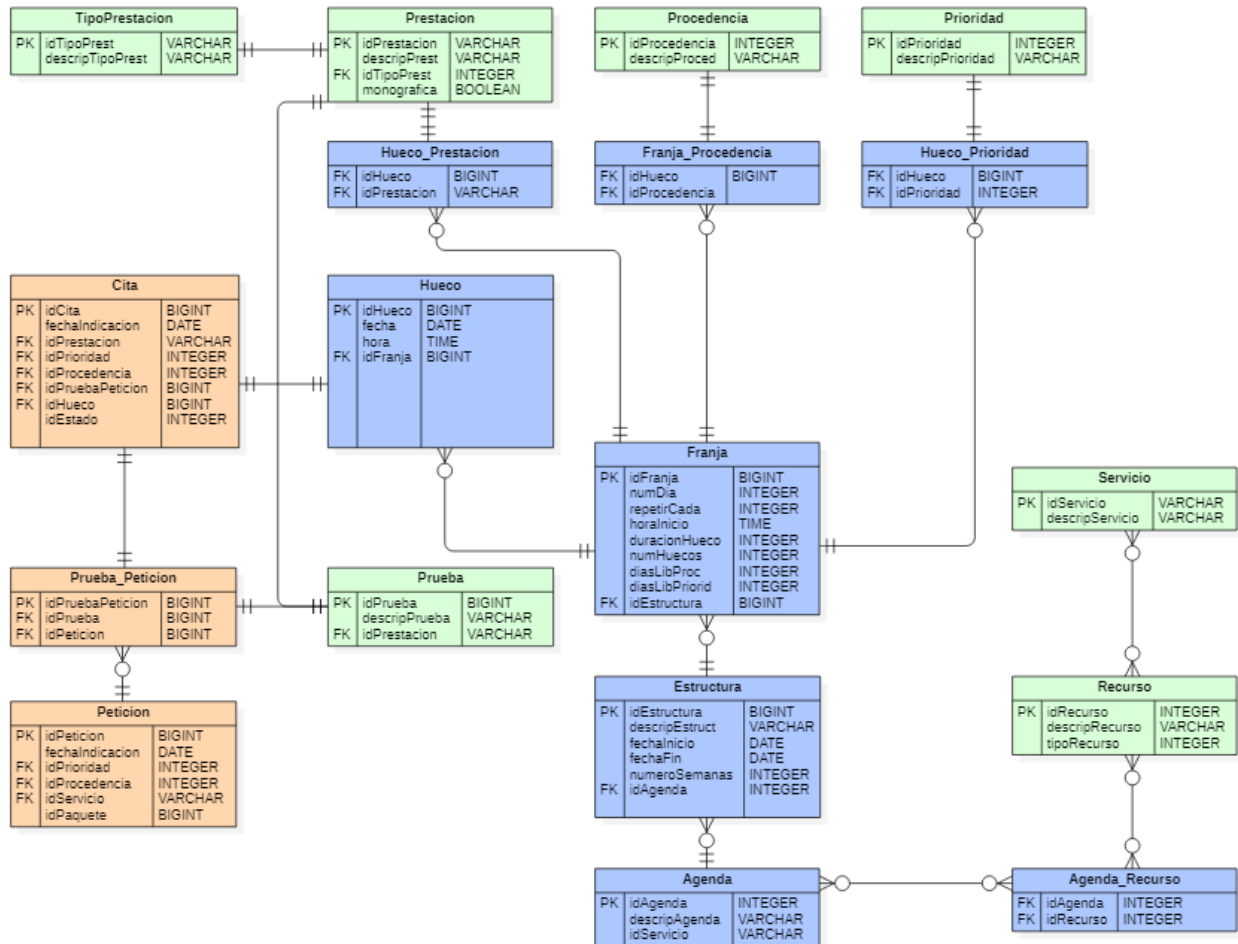 TipoPrestacion
PK idTipoPrest VARCHAR
descripTipoPrest VARCHAR
Prestacion
PK idPrestacion VARCHAR
descripPrest VARCHAR
FK idTipoPrest INTEGER
monografica BOOLEAN
Procedencia
PK idProcedencia INTEGER
descripProced VARCHAR
Prioridad
PK idPrioridad INTEGER
descripPrioridad VARCHAR
Hueco_Prestacion
FK idHueco BIGINT
FK idPrestacion VARCHAR
Franja_Procedencia
FK idHueco BIGINT
FK idProcedencia
Hueco_Prioridad
FK idHueco BIGINT
FK idPrioridad INTEGER
Cita
PK idCita BIGINT
fechaIndicacion DATE
FK idPrestacion VARCHAR
FK idPrioridad INTEGER
FK idProcedencia INTEGER
FK idPruebaPeticion BIGINT
FK idHueco BIGINT
idEstado INTEGER
Hueco
PK idHueco BIGINT
fecha DATE
hora TIME
FK idFranja BIGINT
Franja
PK idFranja BIGINT
numDia INTEGER
repetirCada INTEGER
horaInicio TIME
duracionHueco INTEGER
numHuecos INTEGER
diasLibProc INTEGER
diasLibPriorid INTEGER
FK idEstructura BIGINT
Servicio
PK idServicio VARCHAR
descripServicio VARCHAR
Prueba_Peticion
PK idPruebaPeticion BIGINT
FK idPrueba BIGINT
FK idPeticion BIGINT
Prueba
PK idPrueba BIGINT
descripPrueba VARCHAR
FK idPrestacion VARCHAR
Peticion
PK idPeticion BIGINT
fechaIndicacion DATE
FK idPrioridad INTEGER
FK idProcedencia INTEGER
FK idServicio VARCHAR
idPaquete BIGINT
Estructura
PK idEstructura BIGINT
descripEstruct VARCHAR
fechaInicio DATE
fechaFin DATE
numeroSemanas INTEGER
FK idAgenda INTEGER
Recurso
PK idRecurso INTEGER
descripRecurso VARCHAR
tipoRecurso INTEGER
Agenda
PK idAgenda INTEGER
descripAgenda VARCHAR
idServicio VARCHAR
Agenda_Recurso
FK idAgenda INTEGER
FK idRecurso INTEGER